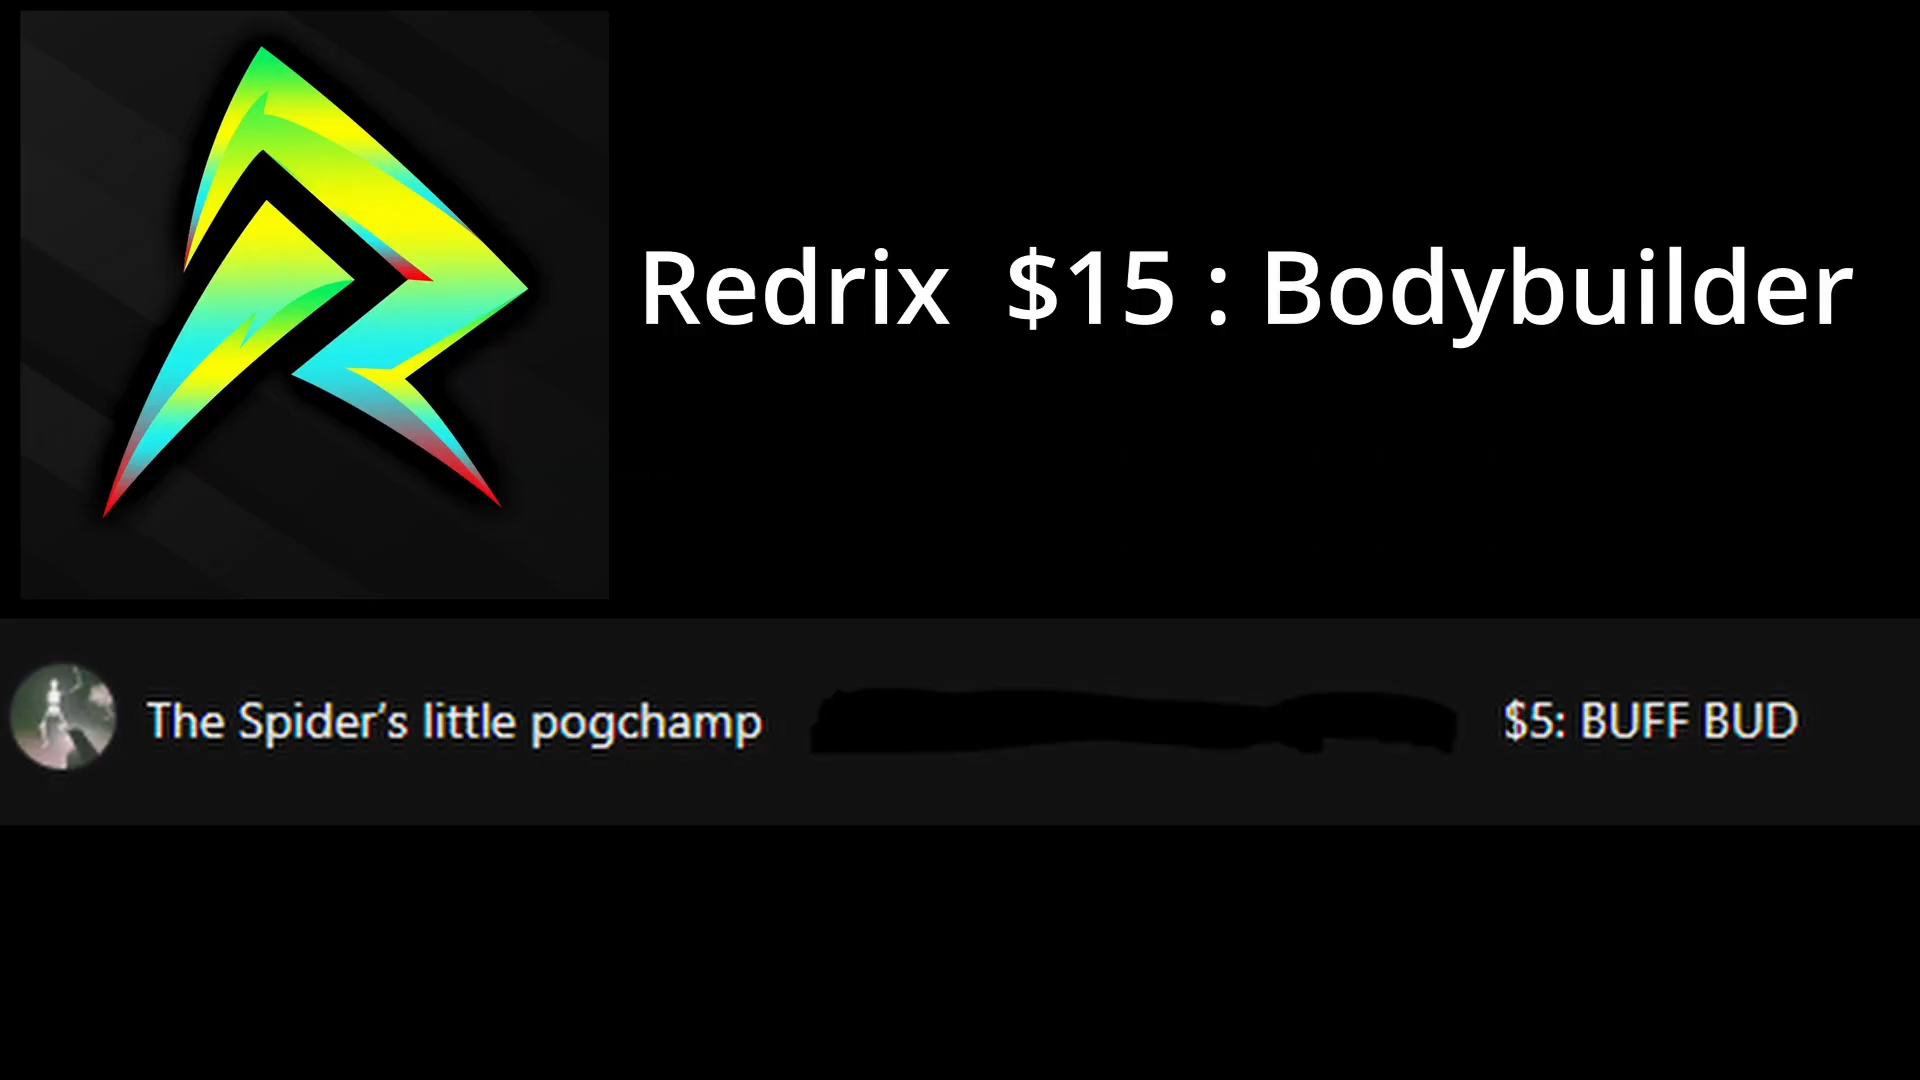 Redrix $15 : Bodybuilder
The Spider’s little pogchamp $5: BUFF BUD